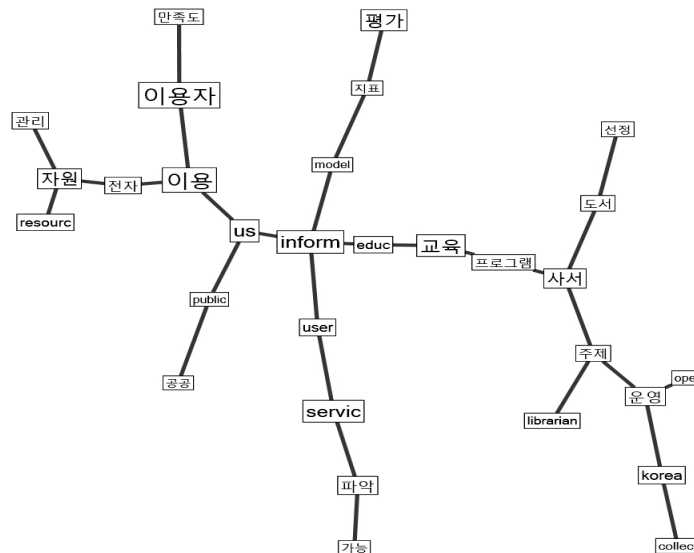 만족도
평가
이용자
지표
관리
선정
model
자원
전자
이용
도서
resourc
us
inform
educ
교육
프로그램
사서
public
user
주제
공공
ope
운영
servic
librarian
korea
파악
가능
collec